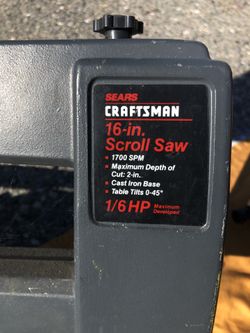 SEARS
CRAFTSMAN
16-in.
Scroll Saw
▪ 1700 SPM
▪ Maximum Depth of
Cut: 2-in.
▪ Cast Iron Base
▪ Table Tilts 0-45°
1/6 HP Maximum
Developed